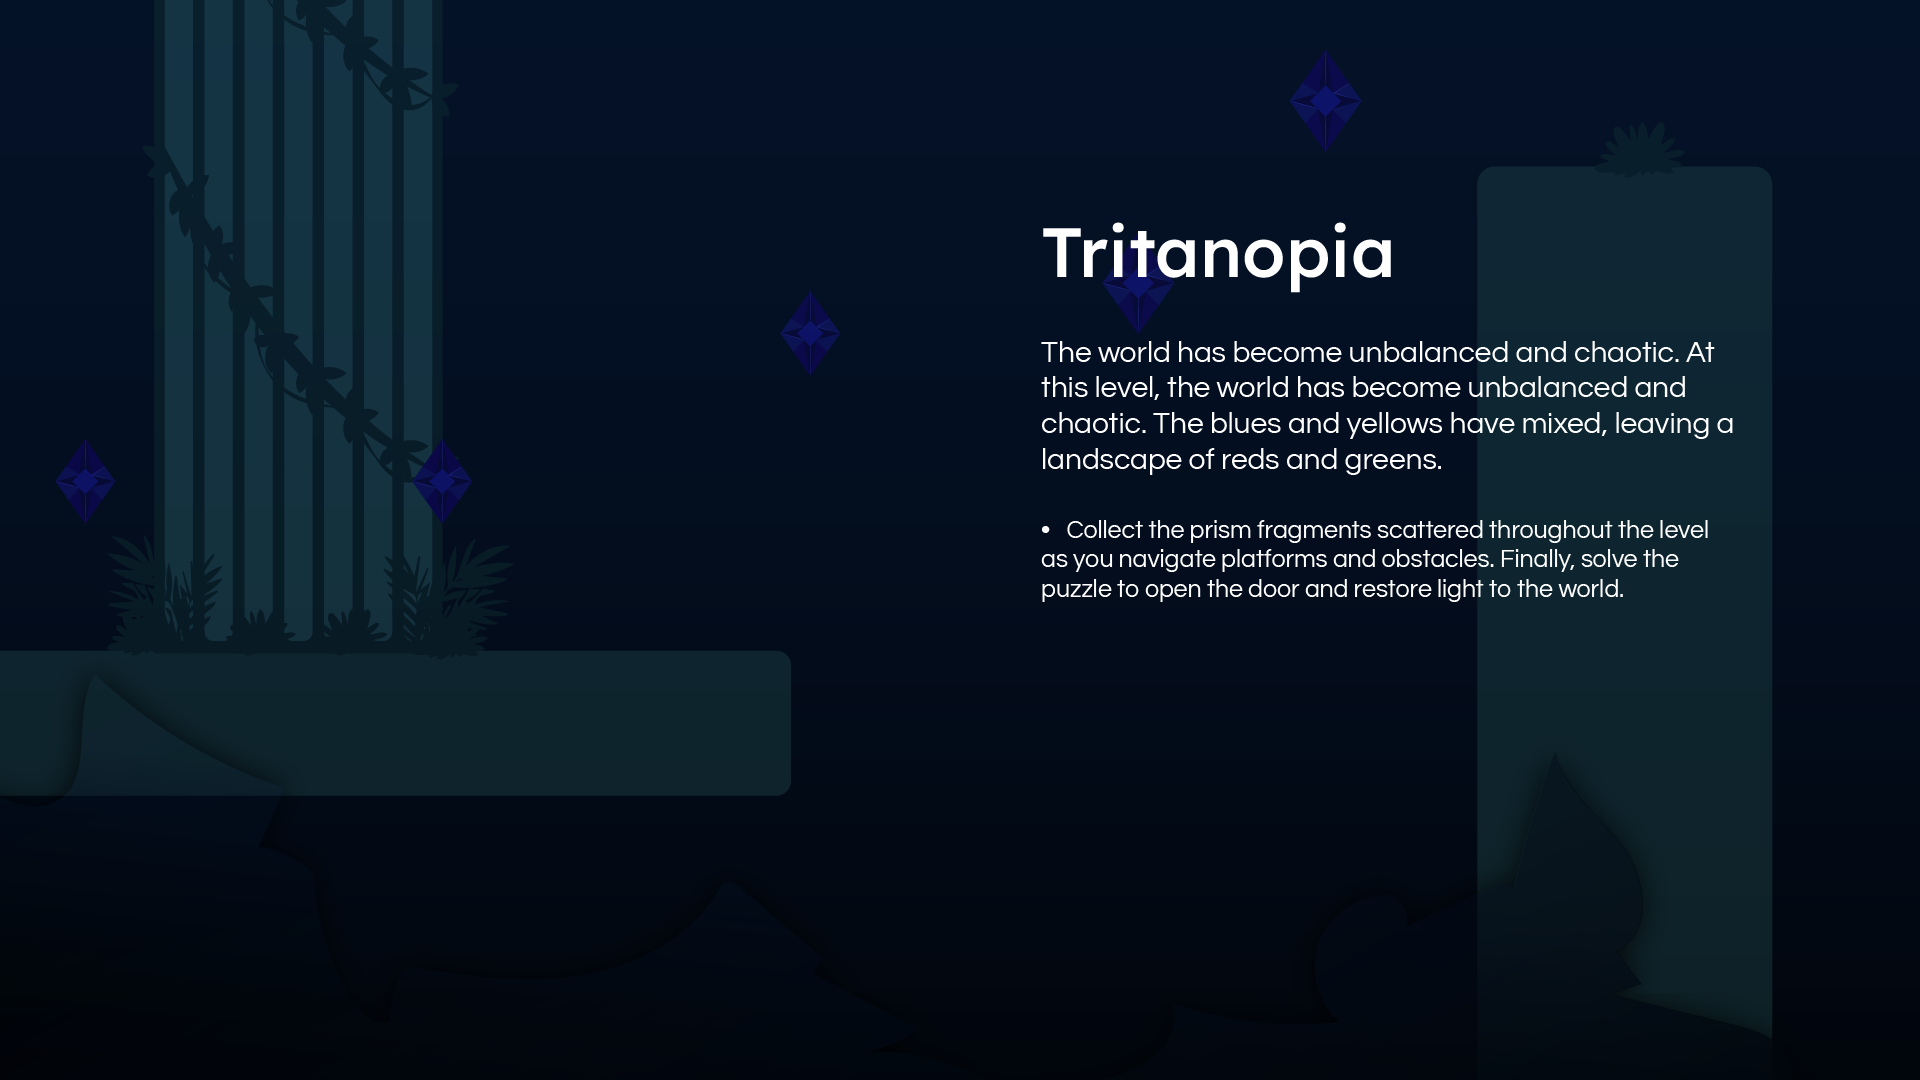 Tritanopia
The world has become unbalanced and chaotic. At
this level, the world has become unbalanced and
chaotic. The blues and yellows have mixed, leaving a
landscape of reds and greens.
• Collect the prism fragments scattered throughout the level
as you navigate platforms and obstacles. Finally, solve the
puzzle to open the door and restore light to the world.